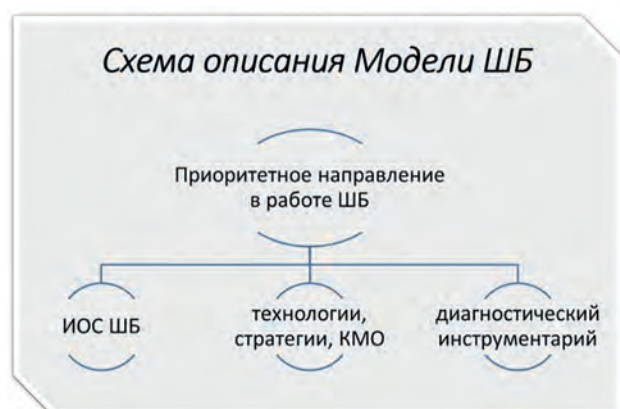 Схема описания Модели ШБ
Приоритетное направление
в работе ШБ
ИОС ШБ
технологии,
стратегии, КМО
диагностический
инструментарий